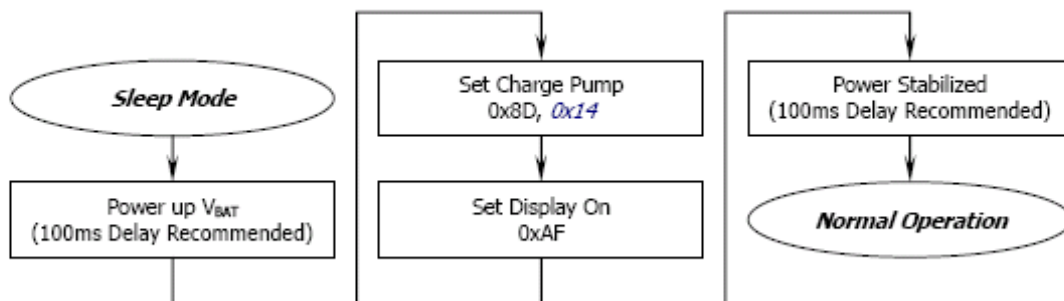 Sleep Mode
Power up VBAT
(100ms Delay Recommended)
Set Charge Pump
0x8D, 0x14
Set Display On
0xAF
Power Stabilized
(100ms Delay Recommended)
Normal Operation